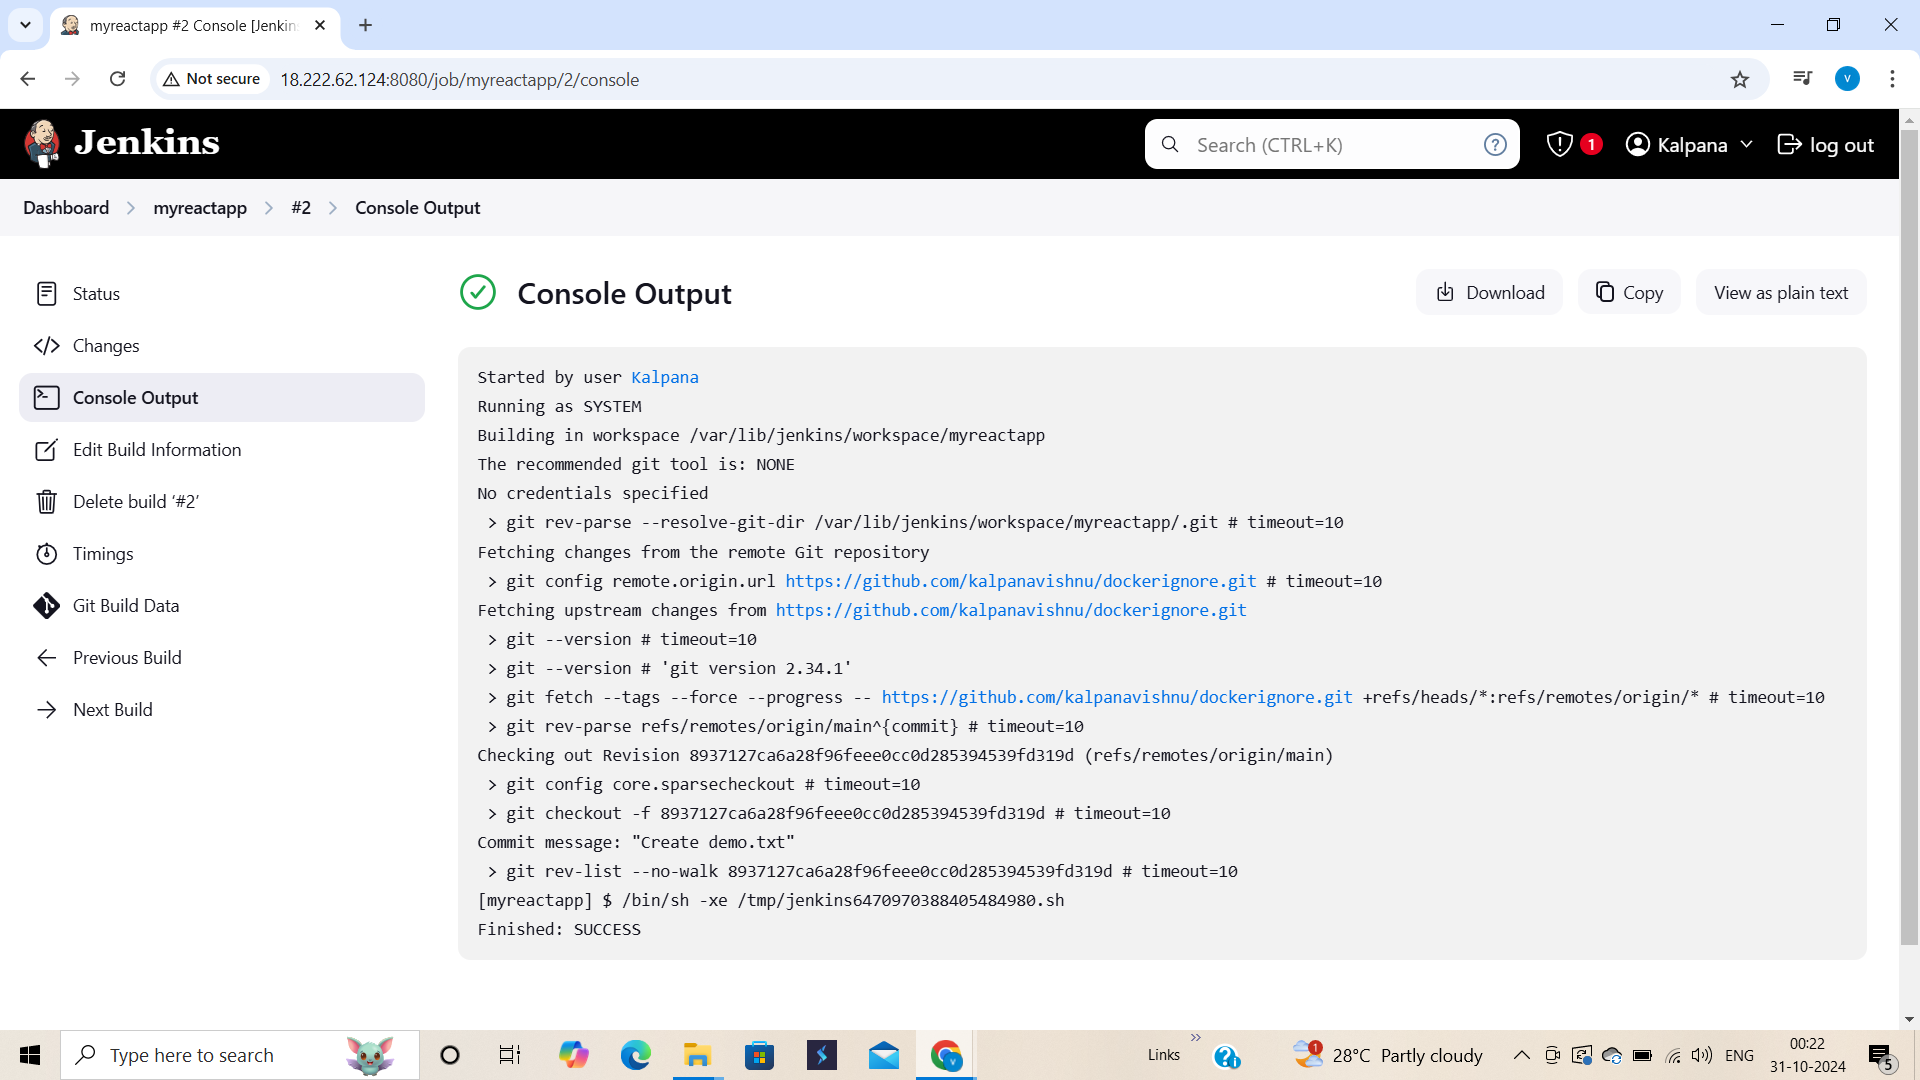 myreactapp #2 Console [Jenkin
Not secure
18.222.62.124:8080/job/myreactapp/2/console
V
Jenkins
Search (CTRL+K)
?
1
Kalpana
log out
Dashboard
myreactapp
#2
Console Output
Status
Changes
Console Output
Edit Build Information
Delete build ‘#2’
Timings
Git Build Data
Previous Build
Next Build
Console Output
Download
Copy
View as plain text
Started by user Kalpana
Running as SYSTEM
Building in workspace /var/lib/jenkins/workspace/myreactapp
The recommended git tool is: NONE
No credentials specified
> git rev-parse --resolve-git-dir /var/lib/jenkins/workspace/myreactapp/.git # timeout=10
Fetching changes from the remote Git repository
> git config remote.origin.url https://github.com/kalpanavishnu/dockerignore.git # timeout=10
Fetching upstream changes from https://github.com/kalpanavishnu/dockerignore.git
> git --version # timeout=10
> git --version # 'git version 2.34.1'
> git fetch --tags --force --progress -- https://github.com/kalpanavishnu/dockerignore.git +refs/heads/*:refs/remotes/origin/* # timeout=10
> git rev-parse refs/remotes/origin/main^{commit} # timeout=10
Checking out Revision 8937127ca6a28f96feee0cc0d285394539fd319d (refs/remotes/origin/main)
> git config core.sparsecheckout # timeout=10
> git checkout -f 8937127ca6a28f96feee0cc0d285394539fd319d # timeout=10
Commit message: "Create demo.txt"
> git rev-list --no-walk 8937127ca6a28f96feee0cc0d285394539fd319d # timeout=10
[myreactapp] $ /bin/sh -xe /tmp/jenkins6470970388405484980.sh
Finished: SUCCESS
Type here to search
Links
1
28°C Partly cloudy
ENG
00:22
31-10-2024
5